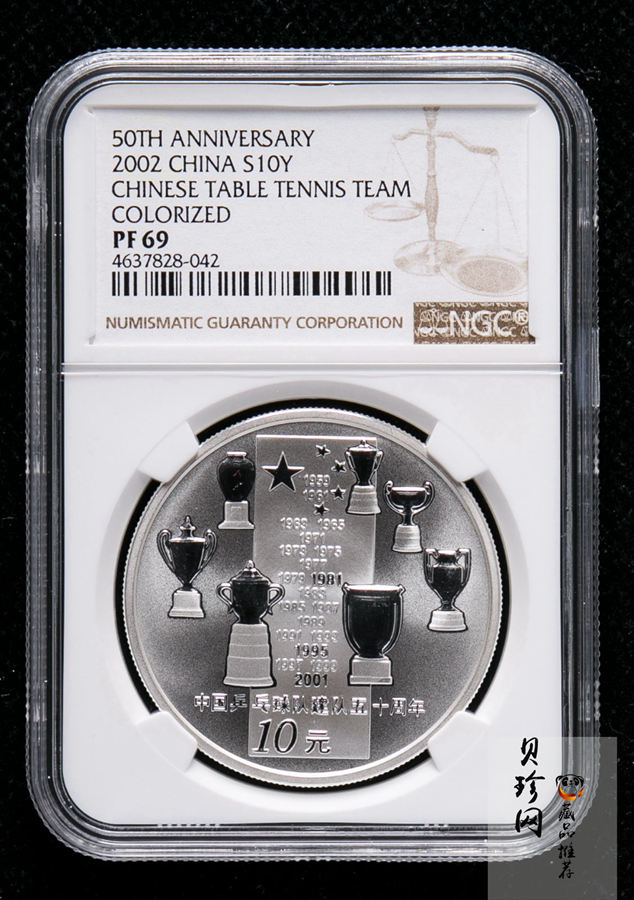 50TH ANNIVERSARY
2002 CHINA S10Y
CHINESE TABLE TENNIS TEAM
COLORIZED
PF 69
4637828-042
NUMISMATIC GUARANTY CORPORATION
NGC®
1959
1961
1963 1965
1971
1973 1975
1977
1979 1981
1983
1985 1987
1989
1991 1993
1995
1997 1999
2001
中国乒乓球队建队五十周年
10元
贝珍网
藏品推荐